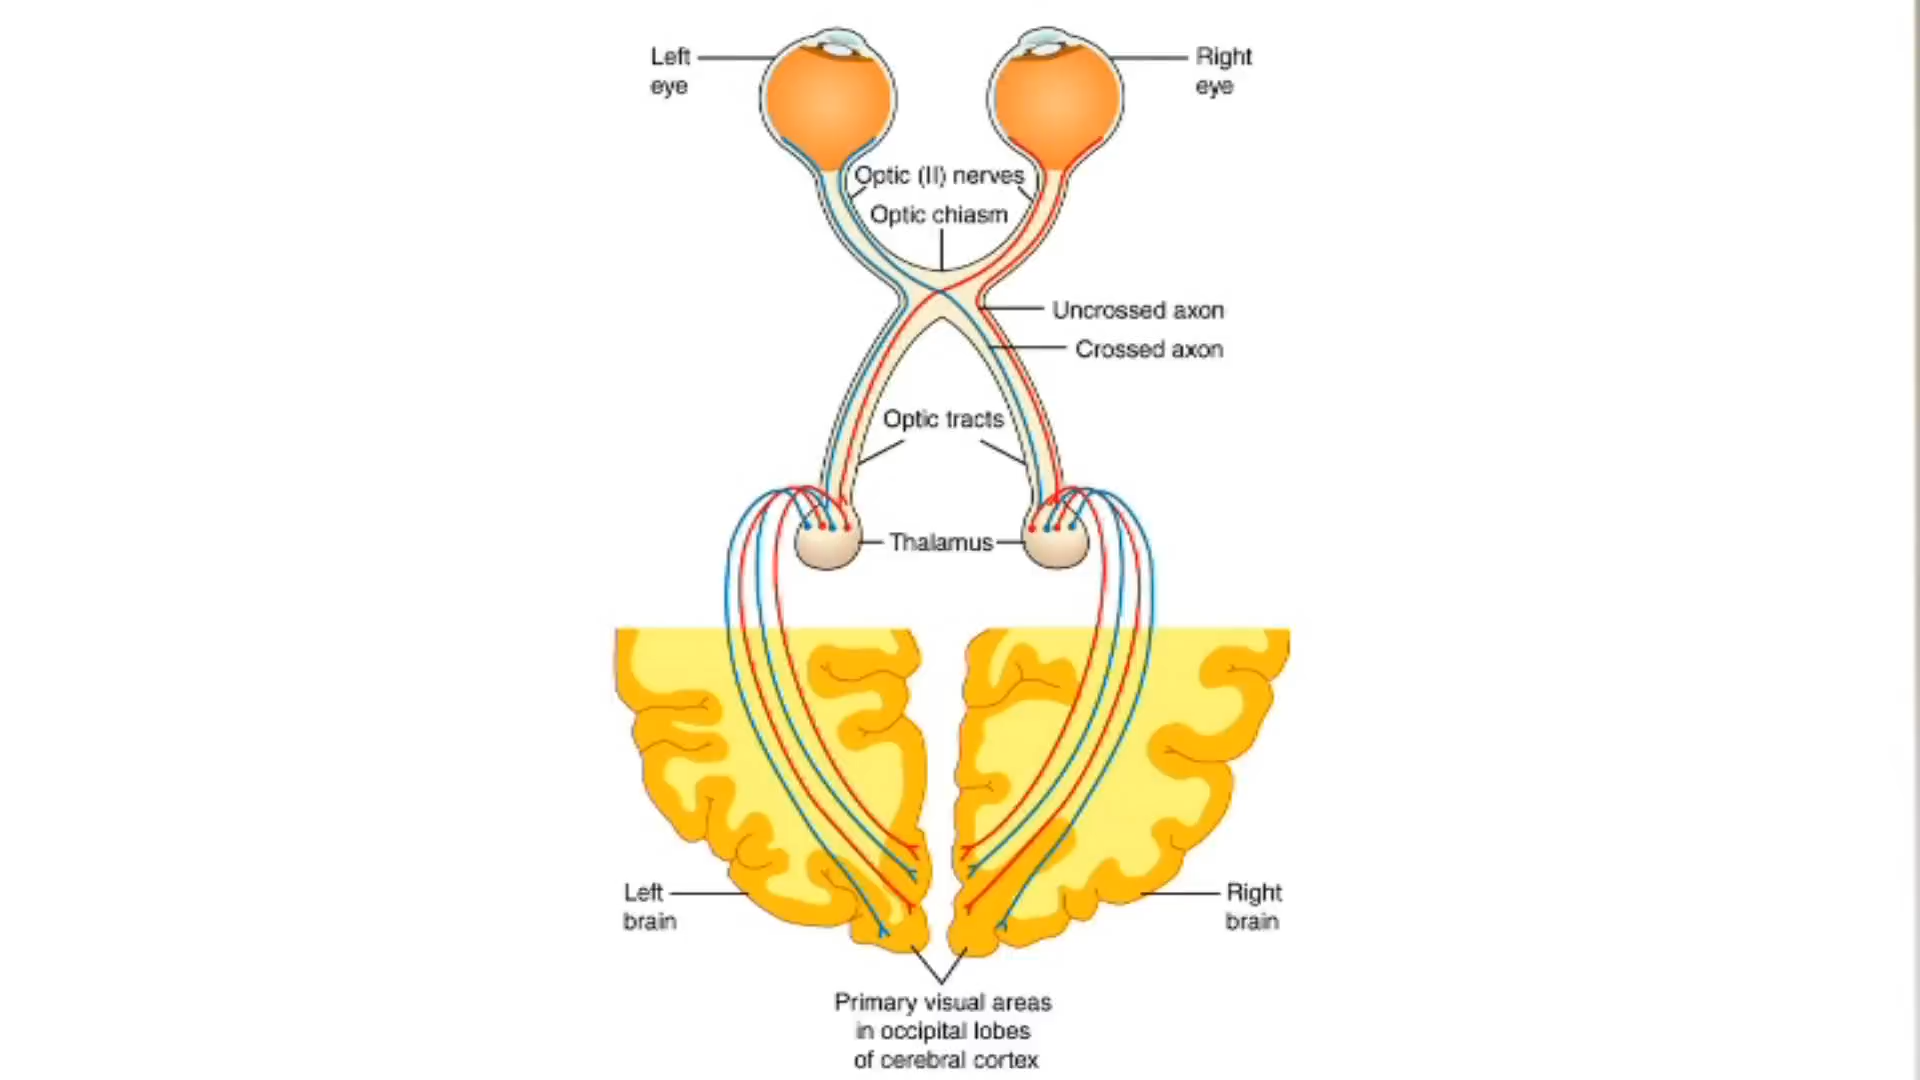 Left
eye
Right
eye
Optic (II) nerves
Optic chiasm
Uncrossed axon
Crossed axon
Optic tracts
Thalamus
Left
brain
Right
brain
Primary visual areas
in occipital lobes
of cerebral cortex